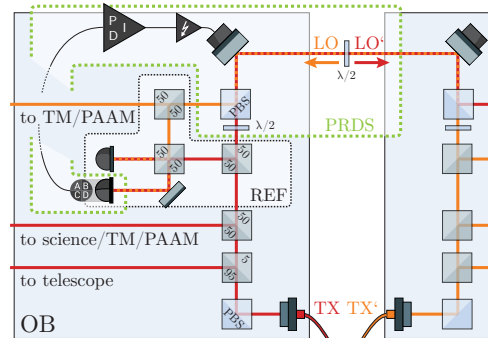 P I
D
LO LO'
λ/2
50
50
PBS
to TM/PAAM
λ/2
PRDS
50
50
50
50
A B
C D
REF
50
50
to science/TM/PAAM
5
95
to telescope
PBS
TX TX'
OB